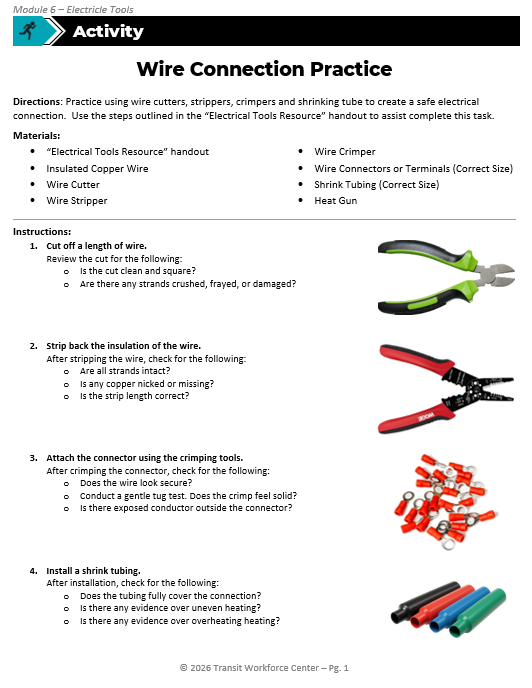 Module 6 – Electricle Tools
Activity
Wire Connection Practice
Directions: Practice using wire cutters, strippers, crimpers and shrinking tube to create a safe electrical
connection. Use the steps outlined in the “Electrical Tools Resource” handout to assist complete this task.
Materials:
• “Electrical Tools Resource” handout
• Insulated Copper Wire
• Wire Cutter
• Wire Stripper
• Wire Crimper
• Wire Connectors or Terminals (Correct Size)
• Shrink Tubing (Correct Size)
• Heat Gun
Instructions:
1. Cut off a length of wire.
Review the cut for the following:
o Is the cut clean and square?
o Are there any strands crushed, frayed, or damaged?
2. Strip back the insulation of the wire.
After stripping the wire, check for the following:
o Are all strands intact?
o Is any copper nicked or missing?
o Is the strip length correct?
3. Attach the connector using the crimping tools.
After crimping the connector, check for the following:
o Does the wire look secure?
o Conduct a gentle tug test. Does the crimp feel solid?
o Is there exposed conductor outside the connector?
4. Install a shrink tubing.
After installation, check for the following:
o Does the tubing fully cover the connection?
o Is there any evidence over uneven heating?
o Is there any evidence over overheating heating?
© 2026 Transit Workforce Center – Pg. 1